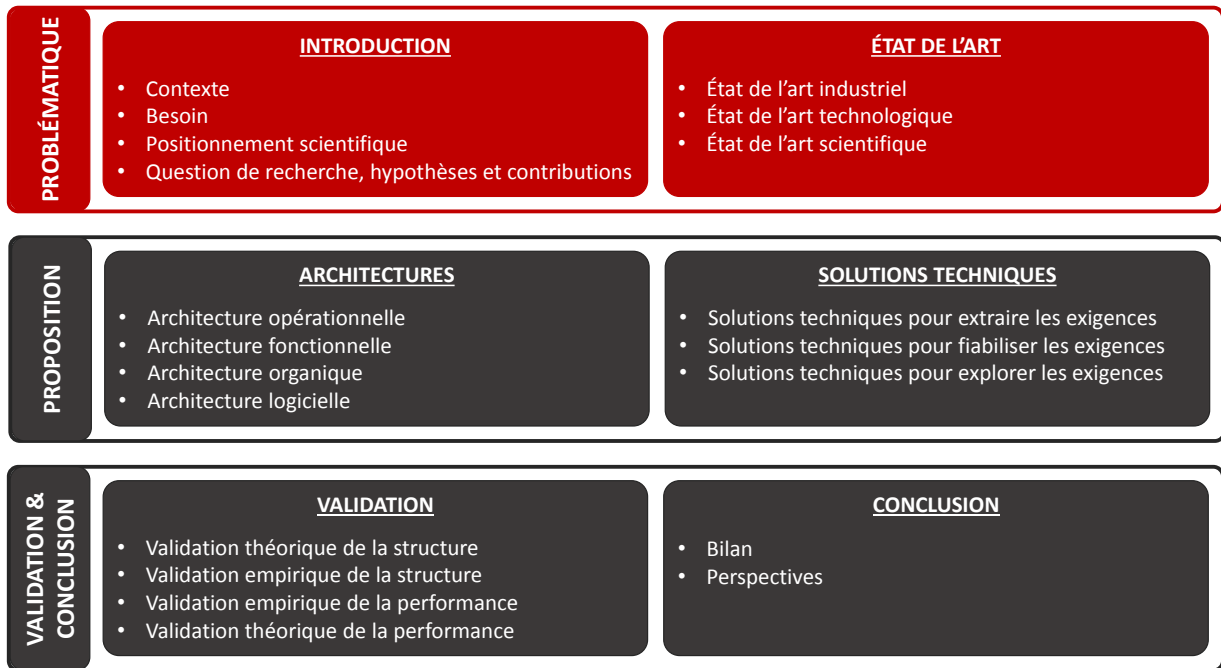 PROBLÉMATIQUE
INTRODUCTION
• Contexte
• Besoin
• Positionnement scientifique
• Question de recherche, hypothèses et contributions
ÉTAT DE L’ART
• État de l’art industriel
• État de l’art technologique
• État de l’art scientifique
PROPOSITION
ARCHITECTURES
• Architecture opérationnelle
• Architecture fonctionnelle
• Architecture organique
• Architecture logicielle
SOLUTIONS TECHNIQUES
• Solutions techniques pour extraire les exigences
• Solutions techniques pour fiabiliser les exigences
• Solutions techniques pour explorer les exigences
VALIDATION &
CONCLUSION
VALIDATION
• Validation théorique de la structure
• Validation empirique de la structure
• Validation empirique de la performance
• Validation théorique de la performance
CONCLUSION
• Bilan
• Perspectives